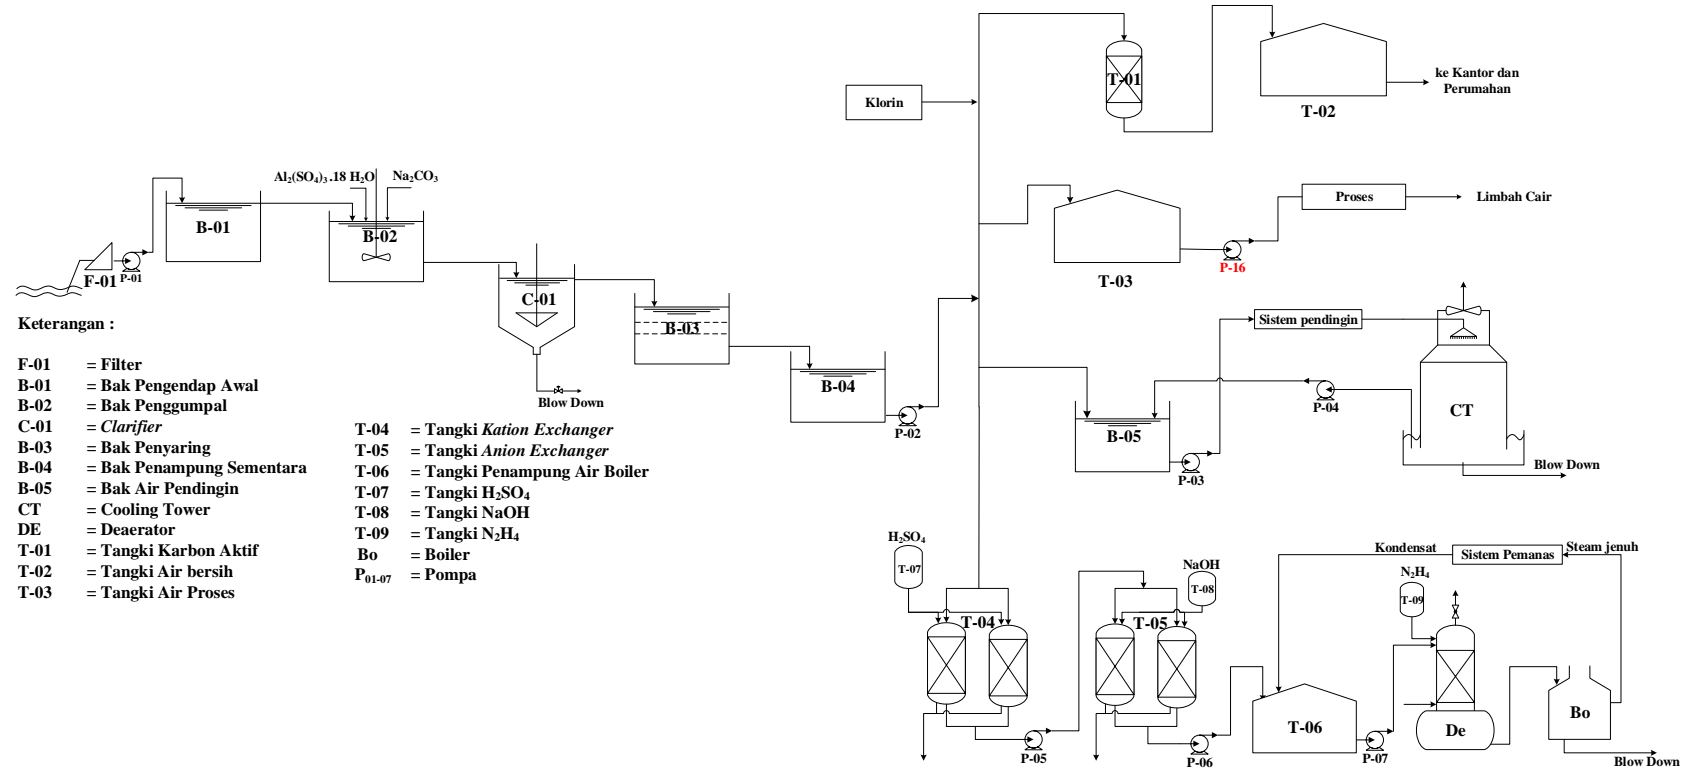 ke Kantor dan
Perumahan
T-01
T-02
Klorin
Al₂(SO₄)₃ .18 H₂O
Na₂CO₃
B-01
B-02
F-01
P-01
C-01
B-03
B-04
Blow Down
P-02
T-03
P-16
Proses
Limbah Cair
Sistem pendingin
P-04
CT
B-05
P-03
Blow Down
Keterangan :
F-01 = Filter
B-01 = Bak Pengendap Awal
B-02 = Bak Penggumpal
C-01 = Clarifier
B-03 = Bak Penyaring
B-04 = Bak Penampung Sementara
B-05 = Bak Air Pendingin
CT = Cooling Tower
DE = Deaerator
T-01 = Tangki Karbon Aktif
T-02 = Tangki Air bersih
T-03 = Tangki Air Proses
T-04 = Tangki Kation Exchanger
T-05 = Tangki Anion Exchanger
T-06 = Tangki Penampung Air Boiler
T-07 = Tangki H₂SO₄
T-08 = Tangki NaOH
T-09 = Tangki N₂H₄
Bo = Boiler
P₀₁₋₀₇ = Pompa
H₂SO₄
T-07
T-04
P-05
NaOH
T-08
T-05
P-06
Kondensat
Sistem Pemanas
Steam jenuh
N₂H₄
T-09
T-06
P-07
De
Bo
Blow Down